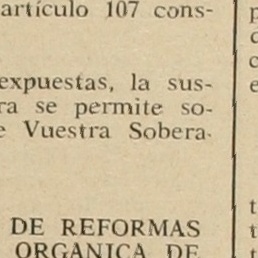 artículo 107 cons-
expuestas, la sus-
ra se permite so-
e Vuestra Sobera-
DE REFORMAS
ORGANICA DE